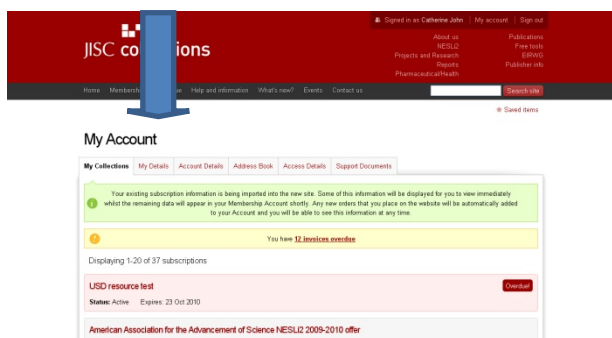 Signed in as Catherine John | My account | Sign out
JISC co ions
About us
NESLi2
Projects and Research
Reports
Pharmaceutical/Health
Publications
Free tools
EIRWG
Publisher info
Home Membersh ue Help and information What's new? Events Contact us Search site
Saved items
My Account
My Collections My Details Account Details Address Book Access Details Support Documents
Your existing subscription information is being imported into the new site. Some of this information will be displayed for you to view immediately
whilst the remaining data will appear in your Membership Account shortly. Any new orders that you place on the website will be automatically added
to your Account and you will be able to see this information at any time.
You have 12 invoices overdue
Displaying 1-20 of 37 subscriptions
USD resource test Overdue!
Status: Active Expires: 23 Oct 2010
American Association for the Advancement of Science NESLi2 2009-2010 offer